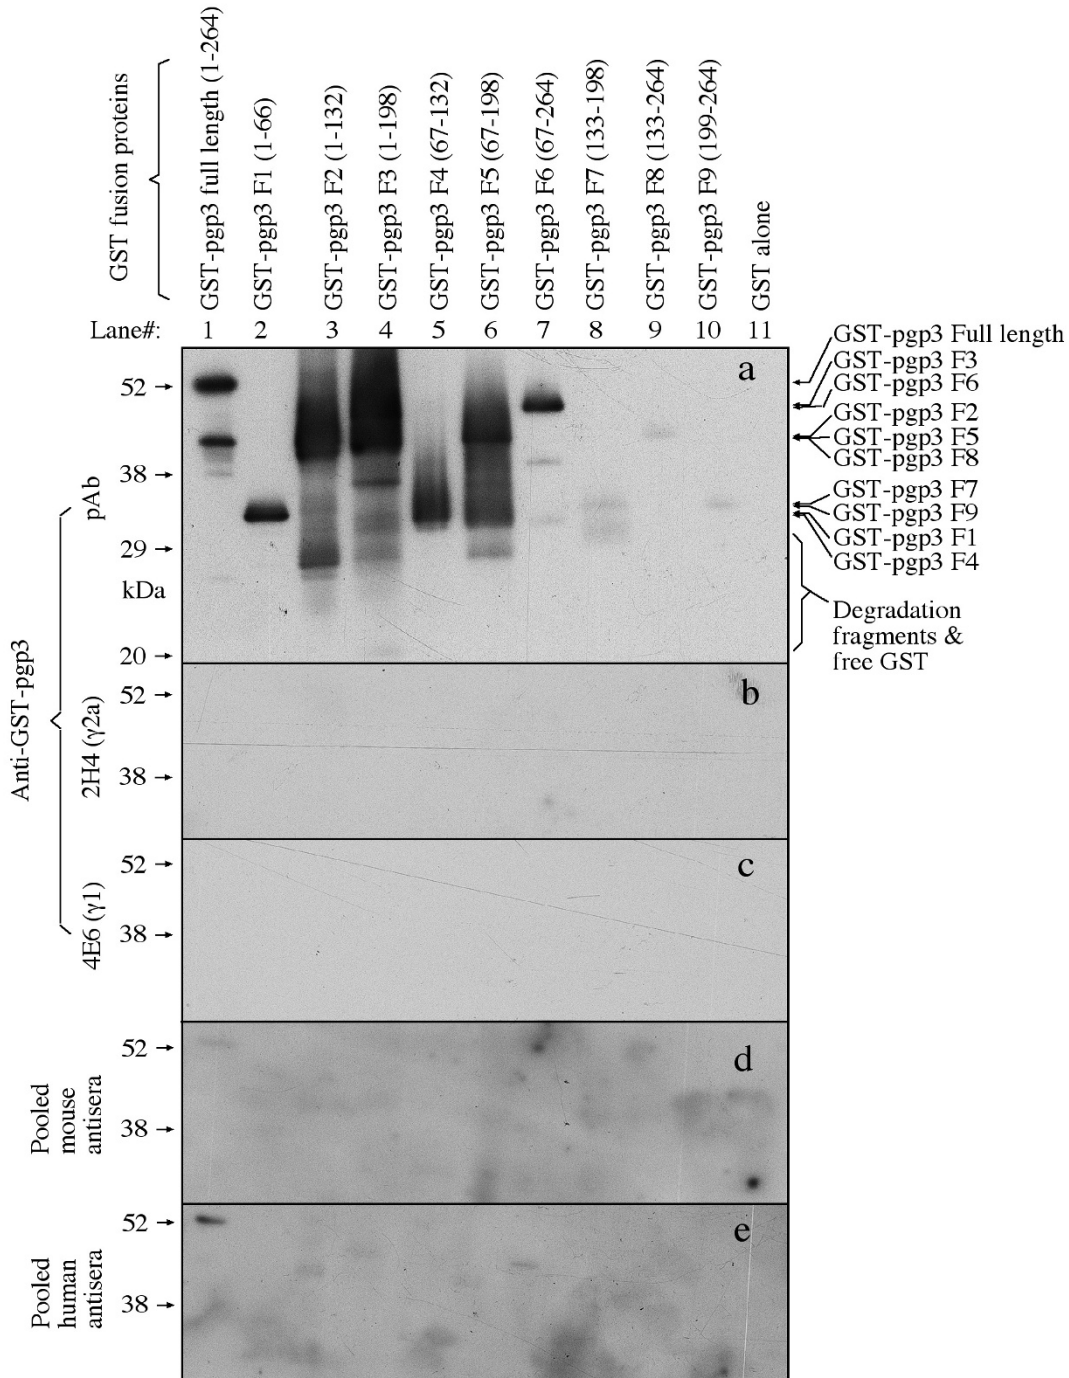 GST fusion proteins
GST-pgp3 full length (1-264)
GST-pgp3 F1 (1-66)
GST-pgp3 F2 (1-132)
GST-pgp3 F3 (1-198)
GST-pgp3 F4 (67-132)
GST-pgp3 F5 (67-198)
GST-pgp3 F6 (67-264)
GST-pgp3 F7 (133-198)
GST-pgp3 F8 (133-264)
GST-pgp3 F9 (199-264)
GST alone
Lane#: 1 2 3 4 5 6 7 8 9 10 11
a
52
38
29
kDa
20
pAb
GST-pgp3 Full length
GST-pgp3 F3
GST-pgp3 F6
GST-pgp3 F2
GST-pgp3 F5
GST-pgp3 F8
GST-pgp3 F7
GST-pgp3 F9
GST-pgp3 F1
GST-pgp3 F4
Degradation
fragments &
free GST
Anti-GST-pgp3
b
2H4 (γ2a)
52
38
c
4E6 (γ1)
52
38
d
Pooled
mouse
antisera
52
38
e
Pooled
human
antisera
52
38